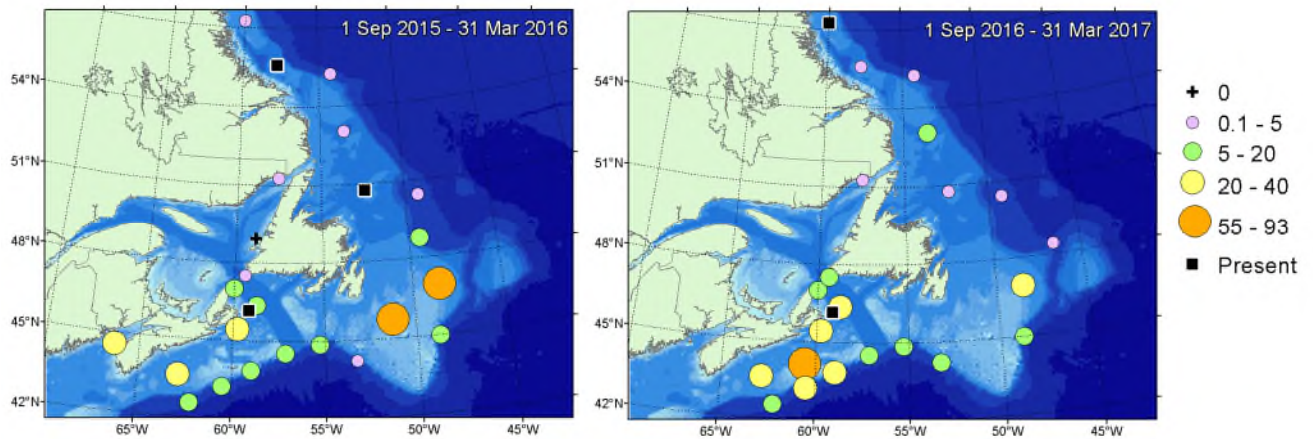 1 Sep 2015 - 31 Mar 2016
1 Sep 2016 - 31 Mar 2017
54°N
51°N
48°N
45°N
42°N
65°W
60°W
55°W
50°W
45°W
54°N
51°N
48°N
45°N
42°N
65°W
60°W
55°W
50°W
45°W
0
0.1 - 5
5 - 20
20 - 40
55 - 93
Present